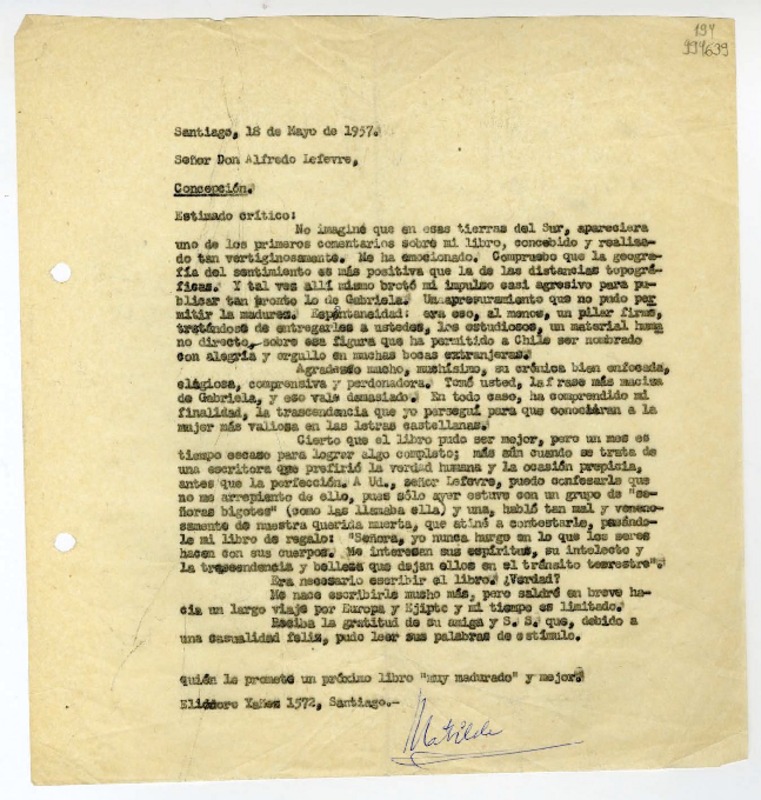 194
994639
Santiago, 18 de Mayo de 1957.
Señor Don Alfredo Lefevre,
Concepción.
Estimado crítico:
No imaginé que en esas tierras del Sur, apareciera
uno de los primeros comentarios sobre mi libro, concebido y realiza-
do tan vertiginosamente. Me ha emocionado. Compruebo que la geogra-
fía del sentimiento es más positiva que la de las distancias topográ-
ficas. Y tal vez allí mismo brotó mi impulso casi agresivo para pu-
blicar tan pronto lo de Gabriela. Un apresuramiento que no pudo per
mitir la madurez. Espontaneidad: era eso, al menos, un pilar firme,
tratándose de entregarles a ustedes, los estudiosos, un material huma
no directo, sobre esa figura que ha permitido a Chile ser nombrado
con alegría y orgullo en muchas bocas extranjeras.
Agradezco mucho, muchísimo, su crónica bien enfocada,
elogiosa, comprensiva y perdonadora. Tomó usted, la frase más maciza
de Gabriela, y eso vale demasiado. En todo caso, ha comprendido mi
finalidad, la trascendencia que yo perseguí para que conocieran a la
mujer más valiosa en las letras castellanas.
Cierto que el libro pudo ser mejor, pero un mes es
tiempo escaso para lograr algo completo; más aún cuando se trata de
una escritora que prefirió la verdad humana y la ocasión propicia,
antes que la perfección. A Ud., señor Lefevre, puedo confesarle que
no me arrepiento de ello, pues sólo ayer estuve con un grupo de "se-
ñoras bigotes" (como las llamaba ella) y una, habló tan mal y veneno-
samente de nuestra querida muerta, que atiné a contestarle, pasándo-
le mi libro de regalo: "Señora, yo nunca hurgo en lo que los seres
hacen con sus cuerpos. Me interesan sus espíritus, su intelecto y
la trascendencia y belleza que dejan ellos en el tránsito terrestre".
Era necesario escribir el libro. ¿Verdad?
Me nace escribirle mucho más, pero saldré en breve ha-
cia un largo viaje por Europa y Ejipto y mi tiempo es limitado.
Reciba la gratitud de su amiga y S. S. que, debido a
una casualidad feliz, pudo leer sus palabras de estímulo.
quién le promete un próximo libro "muy madurado" y mejor.
Eliodoro Yañez 1572, Santiago.-
Matilde